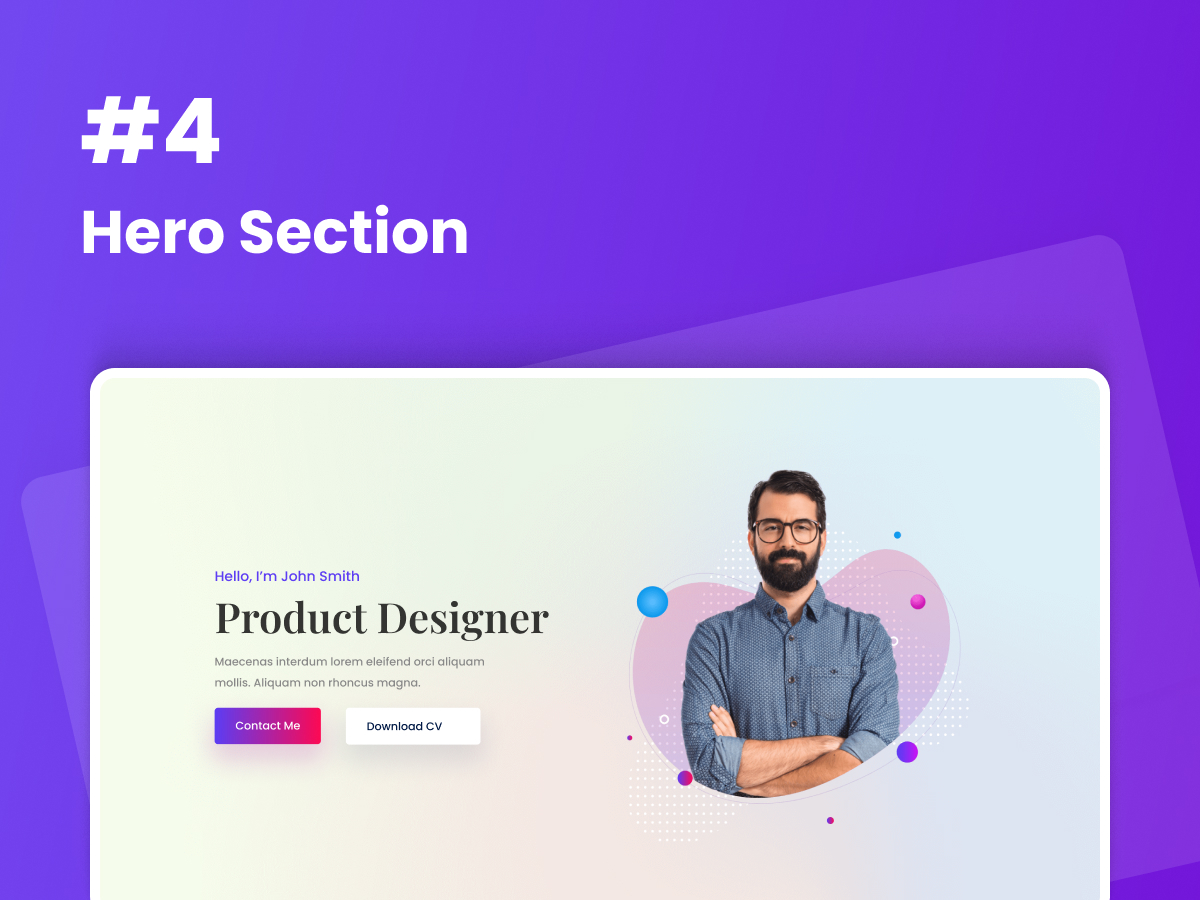 #4
Hero Section
Hello, I’m John Smith
Product Designer
Maecenas interdum lorem eleifend orci aliquam
mollis. Aliquam non rhoncus magna.
Contact Me
Download CV